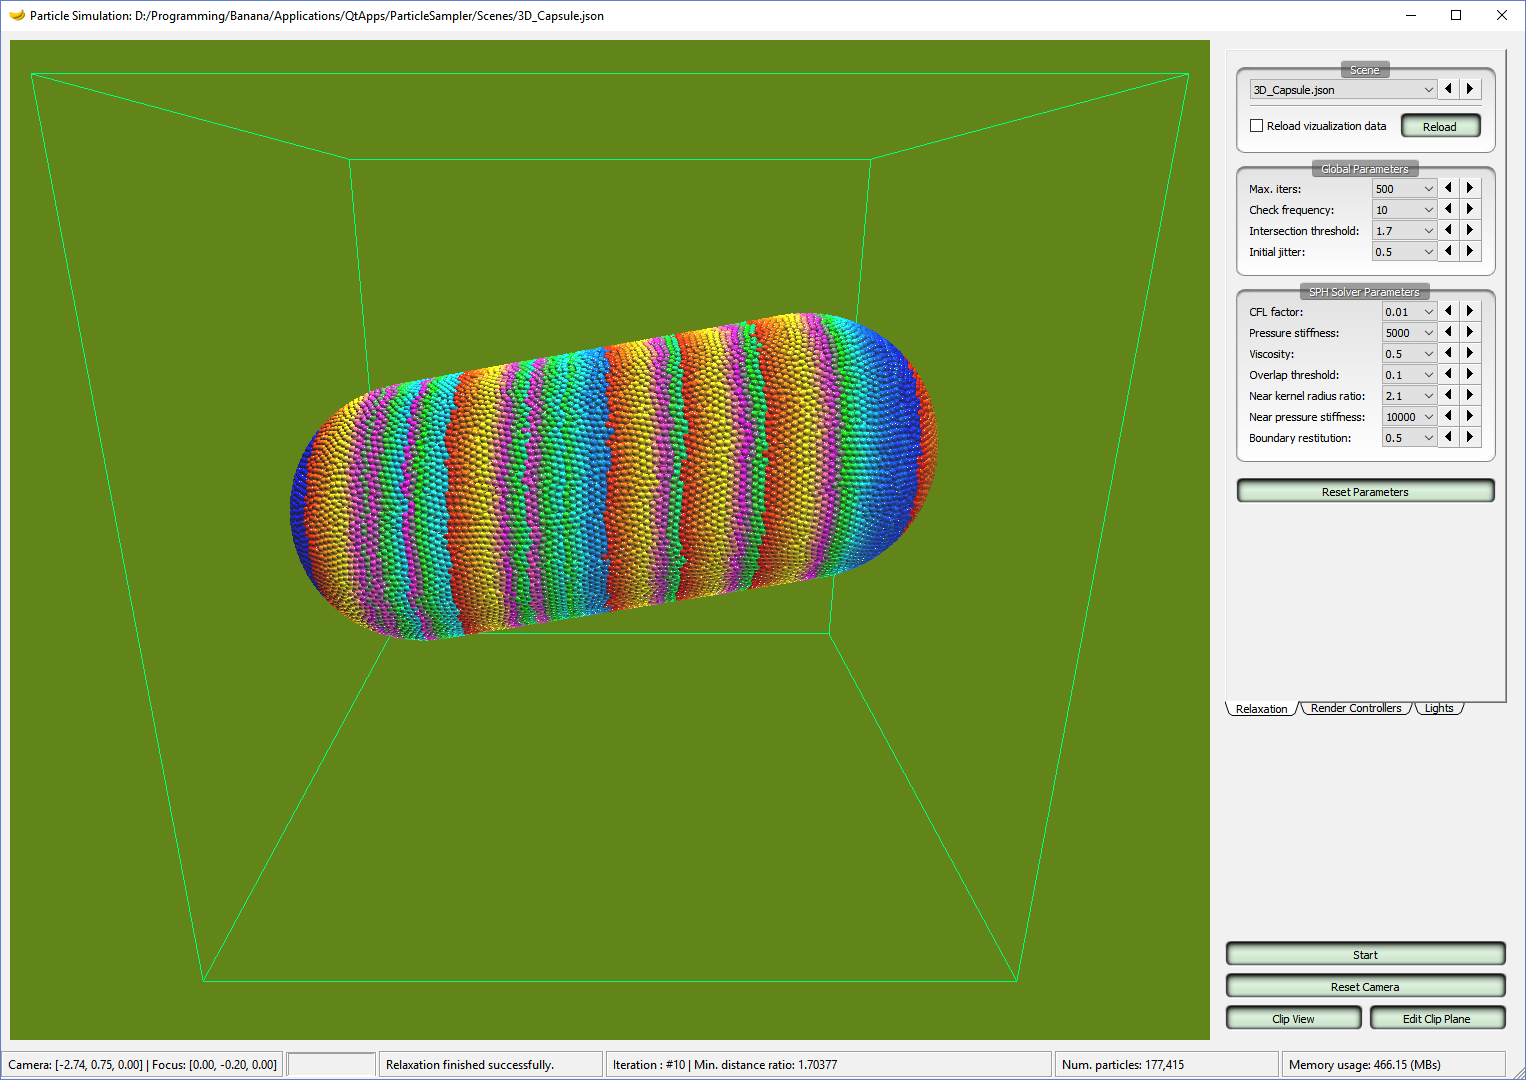 Particle Simulation: D:/Programming/Banana/Applications/QtApps/ParticleSampler/Scenes/3D_Capsule.json
Scene
3D_Capsule.json
Reload vizualization data
Reload
Global Parameters
Max. iters: 500
Check frequency: 10
Intersection threshold: 1.7
Initial jitter: 0.5
SPH Solver Parameters
CFL factor: 0.01
Pressure stiffness: 5000
Viscosity: 0.5
Overlap threshold: 0.1
Near kernel radius ratio: 2.1
Near pressure stiffness: 10000
Boundary restitution: 0.5
Reset Parameters
Relaxation Render Controllers Lights
Start
Reset Camera
Clip View Edit Clip Plane
Camera: [-2.74, 0.75, 0.00] | Focus: [0.00, -0.20, 0.00] Relaxation finished successfully. Iteration : #10 | Min. distance ratio: 1.70377 Num. particles: 177,415 Memory usage: 466.15 (MBs)